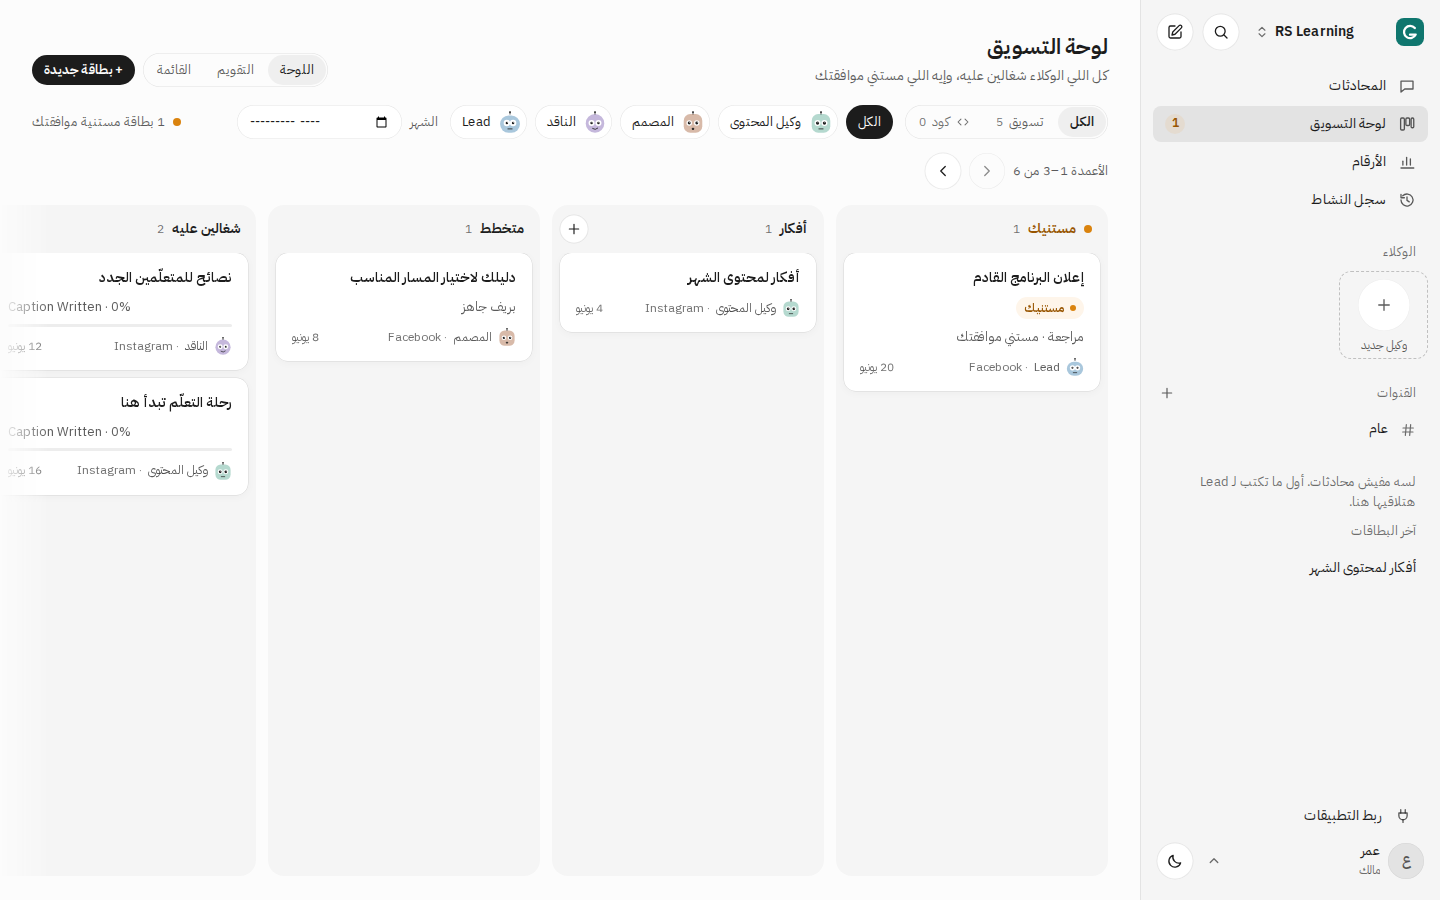 RS Learning
المحادثات
لوحة التسويق 1
الأرقام
سجل النشاط
الوكلاء
وكيل جديد
القنوات
عام
لسه مفيش محادثات. أول ما تكتب لـ Lead
هتلاقيها هنا.
آخر البطاقات
أفكار لمحتوى الشهر
ربط التطبيقات
ع
عمر
مالك
لوحة التسويق
كل اللي الوكلاء شغالين عليه، وإيه اللي مستني موافقتك
اللوحة التقويم القائمة
+ بطاقة جديدة
الكل تسويق 5 كود 0
الكل وكيل المحتوى المصمم الناقد Lead
الشهر --------- ----
1 بطاقة مستنية موافقتك
الأعمدة 1–3 من 6
مستنيك 1
إعلان البرنامج القادم
مستنيك
مراجعة · مستني موافقتك
Lead · Facebook 20 يونيو
أفكار 1
أفكار لمحتوى الشهر
وكيل المحتوى · Instagram 4 يونيو
متخطط 1
دليلك لاختيار المسار المناسب
بريف جاهز
المصمم · Facebook 8 يونيو
شغالين عليه 2
نصائح للمتعلّمين الجدد
Caption Written · 0%
الناقد · Instagram 12 يونيو
رحلة التعلّم تبدأ هنا
Caption Written · 0%
وكيل المحتوى · Instagram 16 يونيو